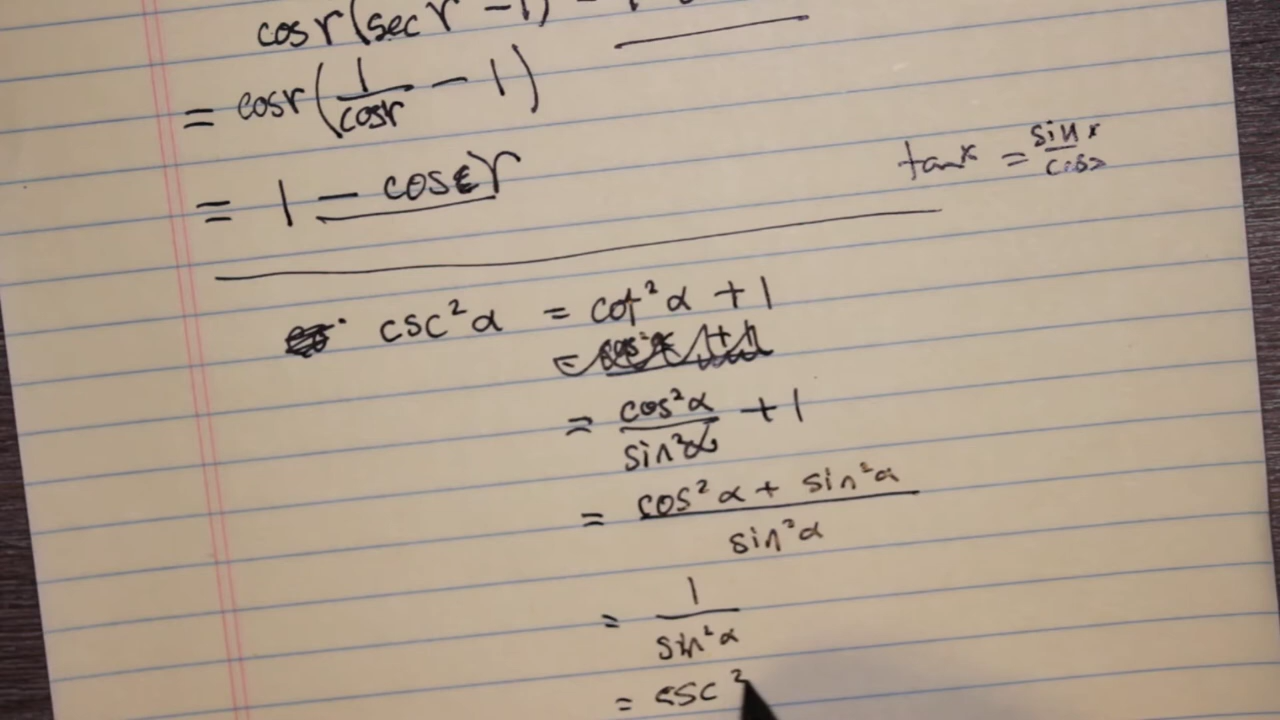 cos r (sec r - 1)
= cos r (1/cos r - 1)
= 1 - cos r
tan x = sin x/cos x
csc²α = cot²α + 1
= cos²α/sin²α + 1
= cos²α + sin²α/sin²α
= 1/sin²α
= csc²